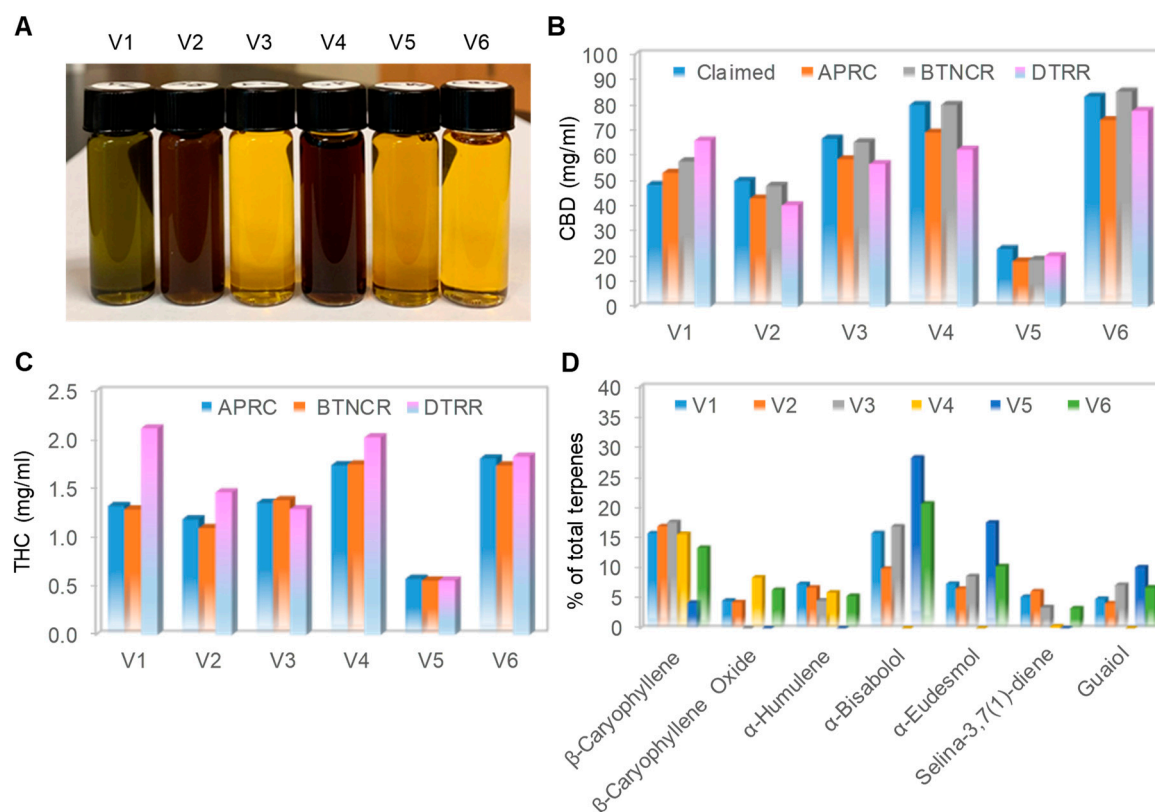 A
V1 V2 V3 V4 V5 V6
B
Claimed APRC BTNCR DTRR
CBD (mg/ml)
100
90
80
70
60
50
40
30
20
10
0
V1 V2 V3 V4 V5 V6
C
APRC BTNCR DTRR
THC (mg/ml)
2.5
2.0
1.5
1.0
0.5
0.0
V1 V2 V3 V4 V5 V6
D
V1 V2 V3 V4 V5 V6
% of total terpenes
40
35
30
25
20
15
10
5
0
β-Caryophyllene
β-Caryophyllene Oxide
α-Humulene
α-Bisabolol
α-Eudesmol
Selina-3,7(1)-diene
Guaiol